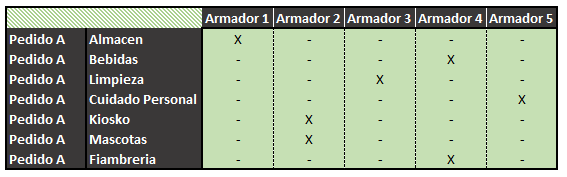 Armador 1 Armador 2 Armador 3 Armador 4 Armador 5
Pedido A Almacen X - - - -
Pedido A Bebidas - - - X -
Pedido A Limpieza - - X - -
Pedido A Cuidado Personal - - - - X
Pedido A Kiosko - X - - -
Pedido A Mascotas - X - - -
Pedido A Fiambreria - - - X -